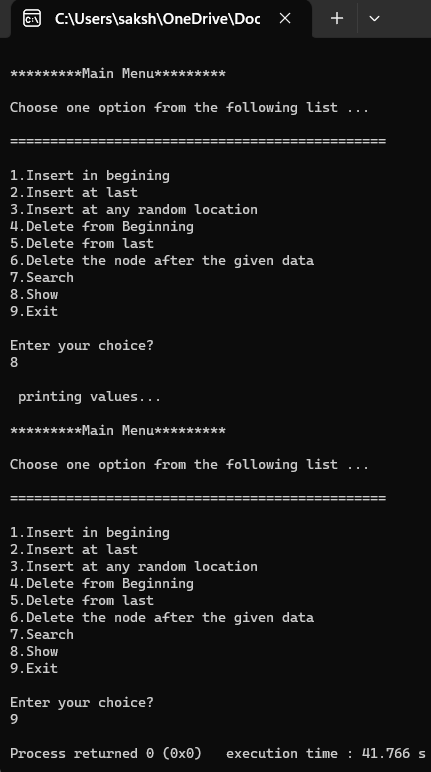 C:\Users\saksh\OneDrive\Doc
*********Main Menu*********
Choose one option from the following list ...
===============================================
1.Insert in begining
2.Insert at last
3.Insert at any random location
4.Delete from Beginning
5.Delete from last
6.Delete the node after the given data
7.Search
8.Show
9.Exit
Enter your choice?
8
printing values...
*********Main Menu*********
Choose one option from the following list ...
===============================================
1.Insert in begining
2.Insert at last
3.Insert at any random location
4.Delete from Beginning
5.Delete from last
6.Delete the node after the given data
7.Search
8.Show
9.Exit
Enter your choice?
9
Process returned 0 (0x0)   execution time : 41.766 s